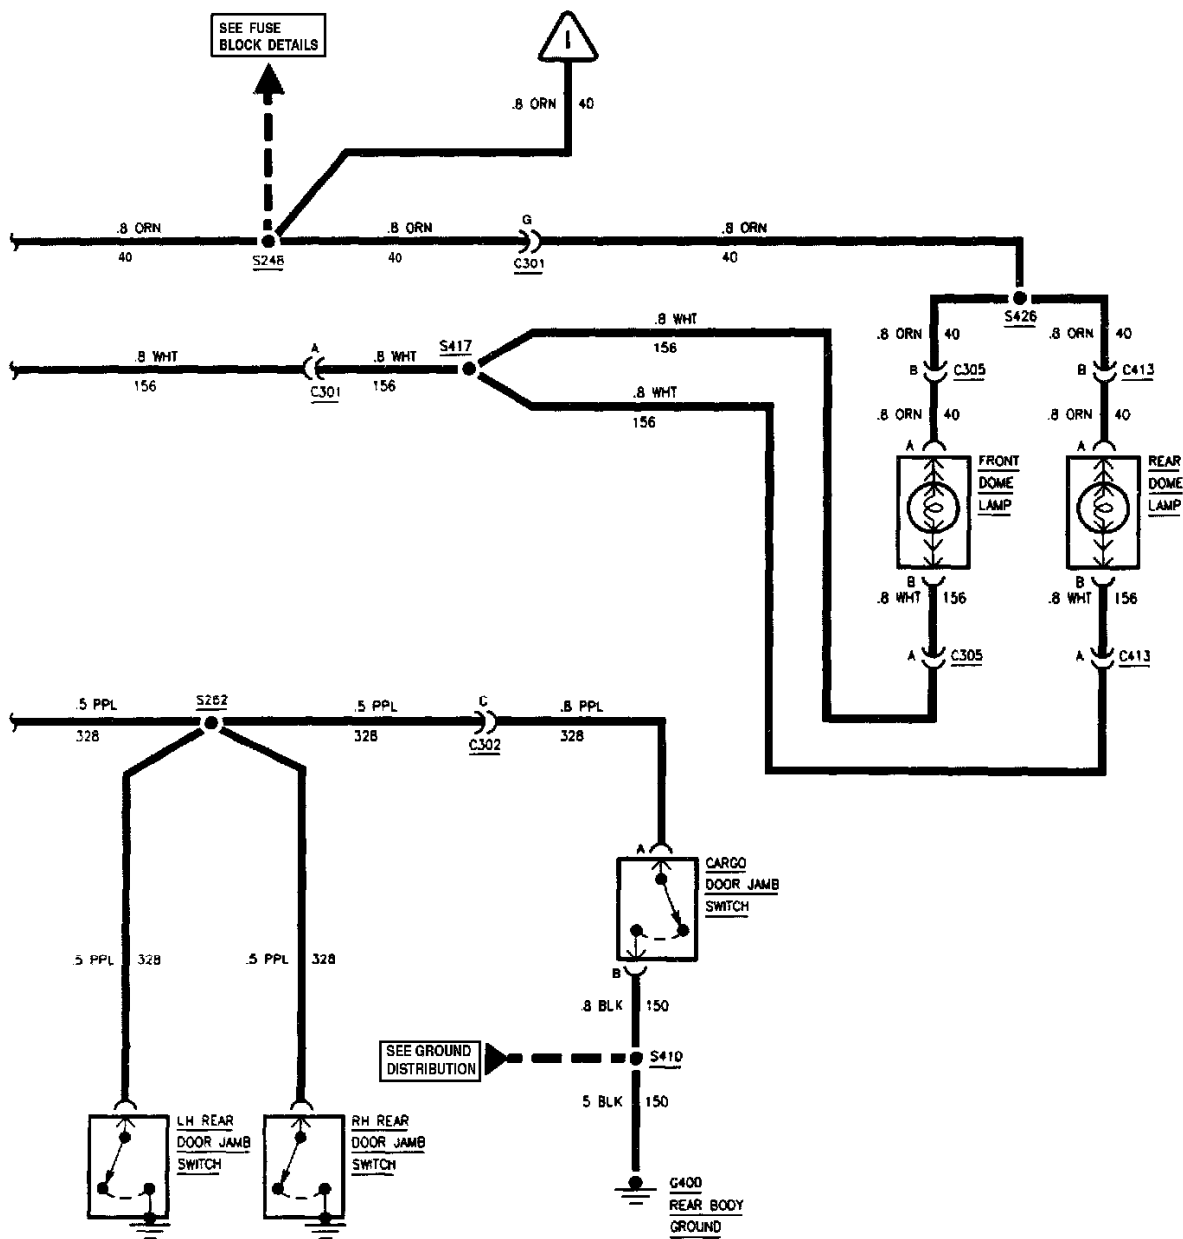 SEE FUSE
BLOCK DETAILS
1
.8 ORN 40
.8 ORN
40
S248
.8 ORN
40
G
C301
.8 ORN
40
S426
.8 WHT
156
A
C301
.8 WHT
156
S417
.8 WHT
156
.8 WHT
156
.8 ORN 40
.8 ORN 40
B C305
B C413
.8 ORN 40
.8 ORN 40
A
A
FRONT
DOME
LAMP
REAR
DOME
LAMP
B
B
.8 WHT 156
.8 WHT 156
A C305
A C413
.5 PPL
328
S262
.5 PPL
328
C
C302
.8 PPL
328
A
CARGO
DOOR JAMB
SWITCH
B
.5 PPL 328
.5 PPL 328
.8 BLK 150
SEE GROUND
DISTRIBUTION
S410
5 BLK 150
LH REAR
DOOR JAMB
SWITCH
RH REAR
DOOR JAMB
SWITCH
G400
REAR BODY
GROUND